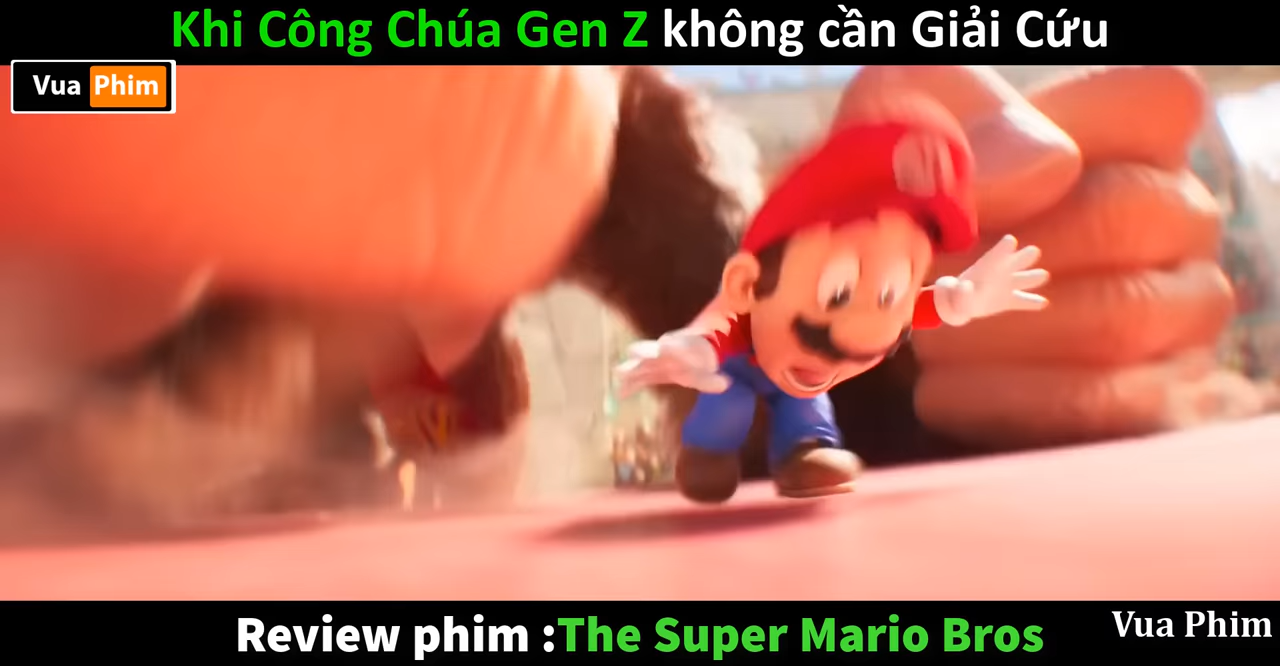 Khi Công Chúa Gen Z không cần Giải Cứu
Vua Phim
Review phim :The Super Mario Bros
Vua Phim